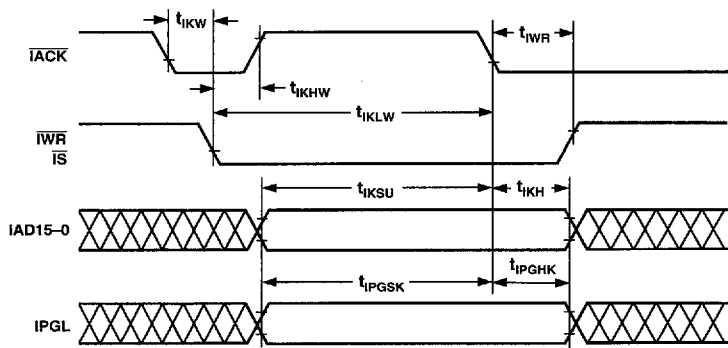 tIKW
tIWR
IACK
tIKHW
tIKLW
IWR
IS
tIKSU
tIKH
IAD15–0
tIPGSK
tIPGHK
IPGL